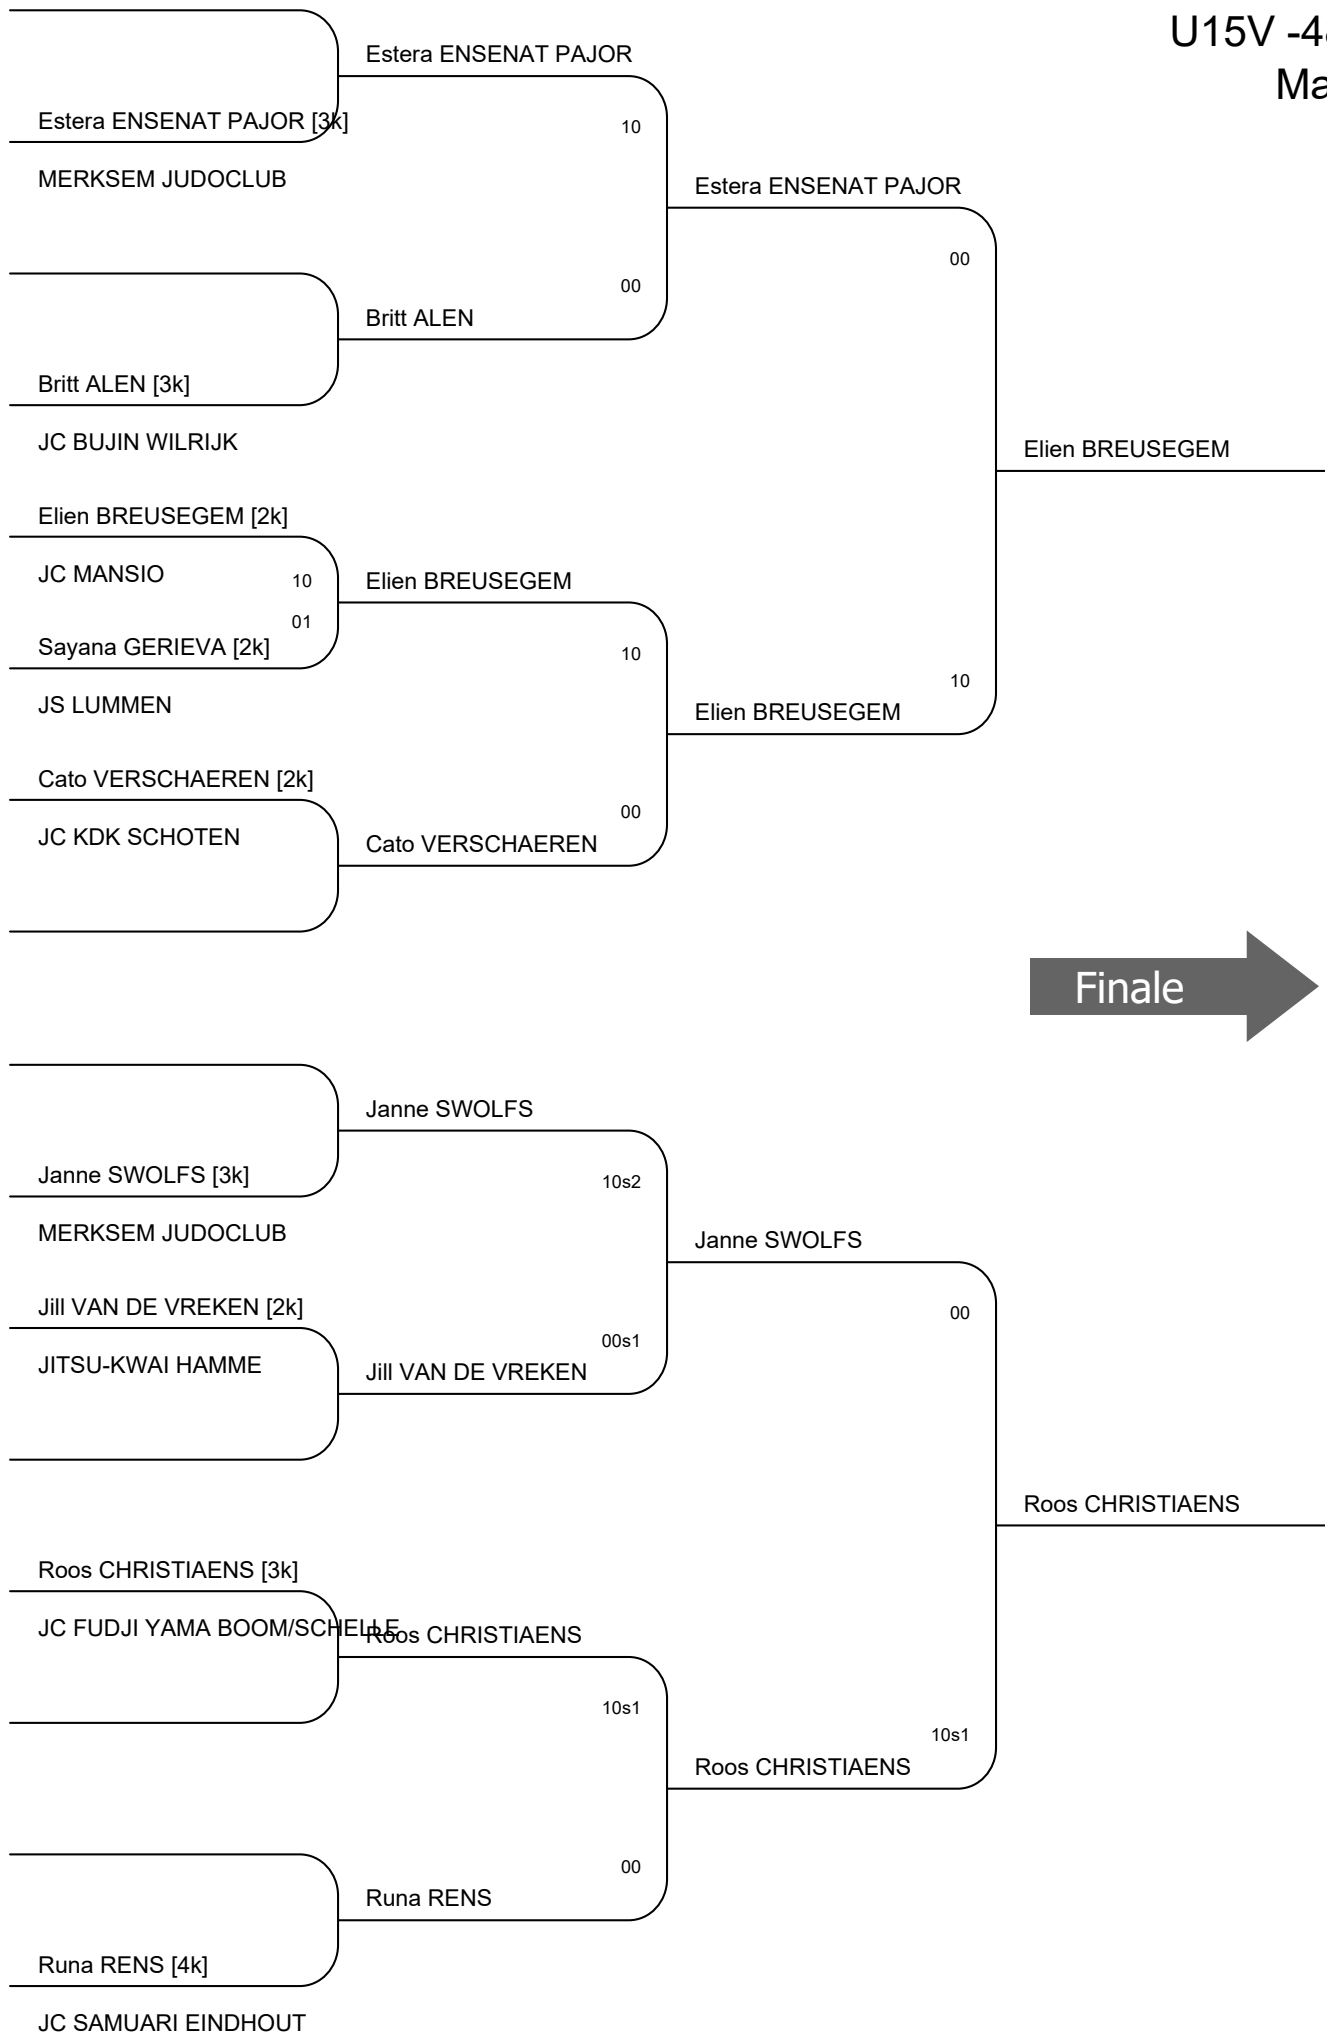 U15V -48
Ma
Estera ENSENAT PAJOR
Estera ENSENAT PAJOR [3k]
10
MERKSEM JUDOCLUB
Estera ENSENAT PAJOR
00
00
Britt ALEN
Britt ALEN [3k]
JC BUJIN WILRIJK
Elien BREUSEGEM
Elien BREUSEGEM [2k]
JC MANSIO
10
Elien BREUSEGEM
01
Sayana GERIEVA [2k]
10
10
JS LUMMEN
Elien BREUSEGEM
Cato VERSCHAEREN [2k]
00
JC KDK SCHOTEN
Cato VERSCHAEREN
Finale
Janne SWOLFS
Janne SWOLFS [3k]
10s2
MERKSEM JUDOCLUB
Janne SWOLFS
Jill VAN DE VREKEN [2k]
00
00s1
JITSU-KWAI HAMME
Jill VAN DE VREKEN
Roos CHRISTIAENS
Roos CHRISTIAENS [3k]
JC FUDJI YAMA BOOM/SCHELLE
Roos CHRISTIAENS
10s1
10s1
Roos CHRISTIAENS
00
Runa RENS
Runa RENS [4k]
JC SAMUARI EINDHOUT